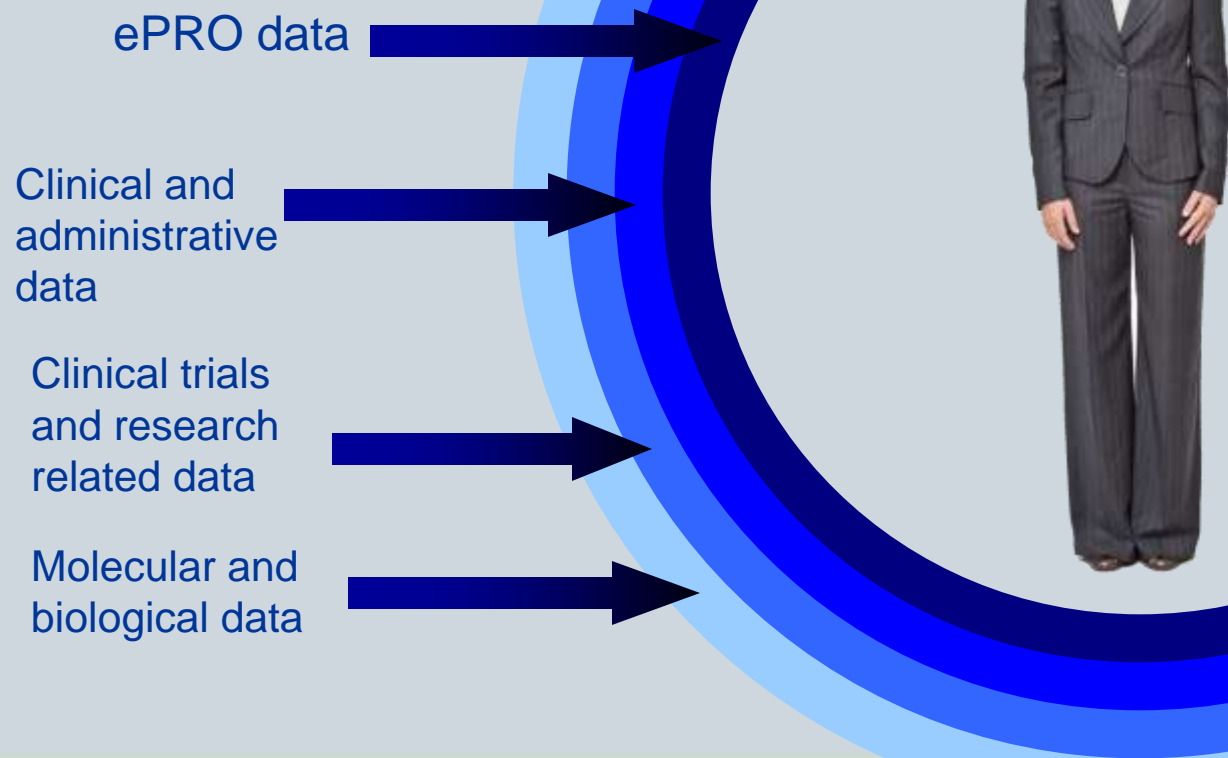 ePRO data
Clinical and
administrative
data
Clinical trials
and research
related data
Molecular and
biological data